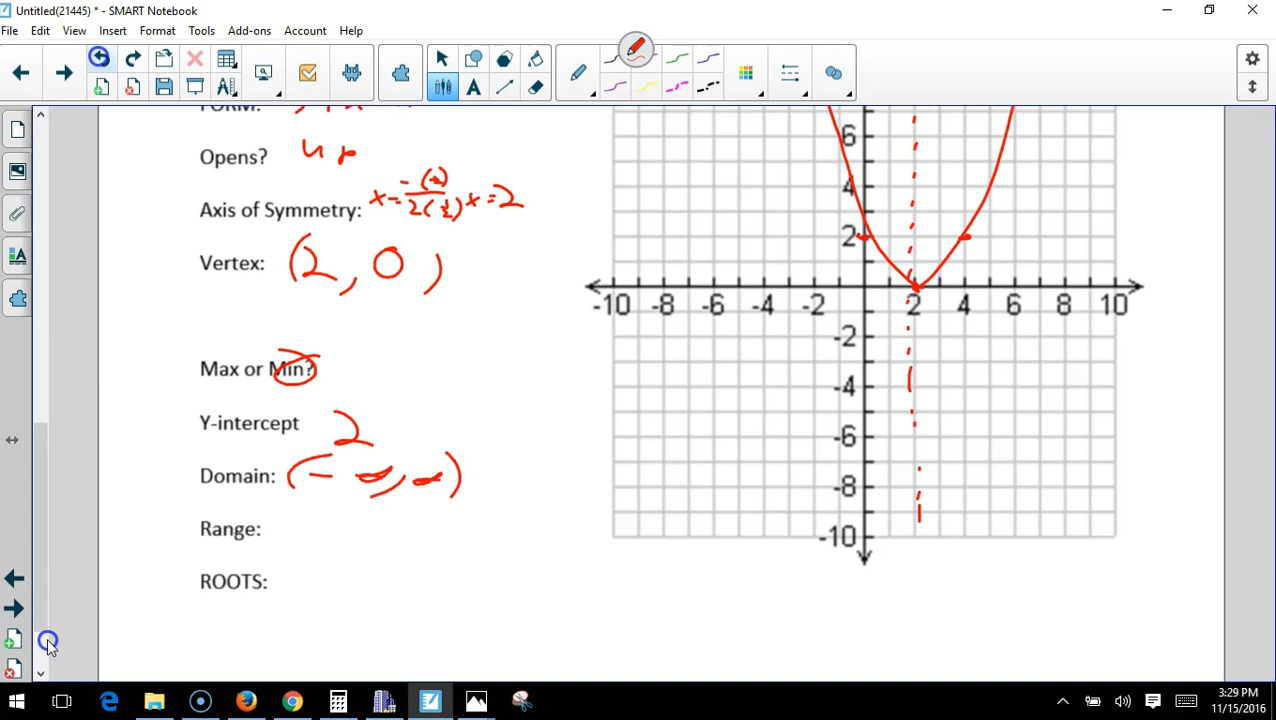 Untitled(21445) * - SMART Notebook
File Edit View Insert Format Tools Add-ons Account Help
FORM:
Opens? up
Axis of Symmetry: x = -(-2)/2(1/2) x = 2
Vertex: (2, 0)
Max or Min?
Y-intercept 2
Domain: (-∞, ∞)
Range:
ROOTS:
6
4
2
-10 -8 -6 -4 -2 2 4 6 8 10
-2
-4
-6
-8
-10
3:29 PM
11/15/2016